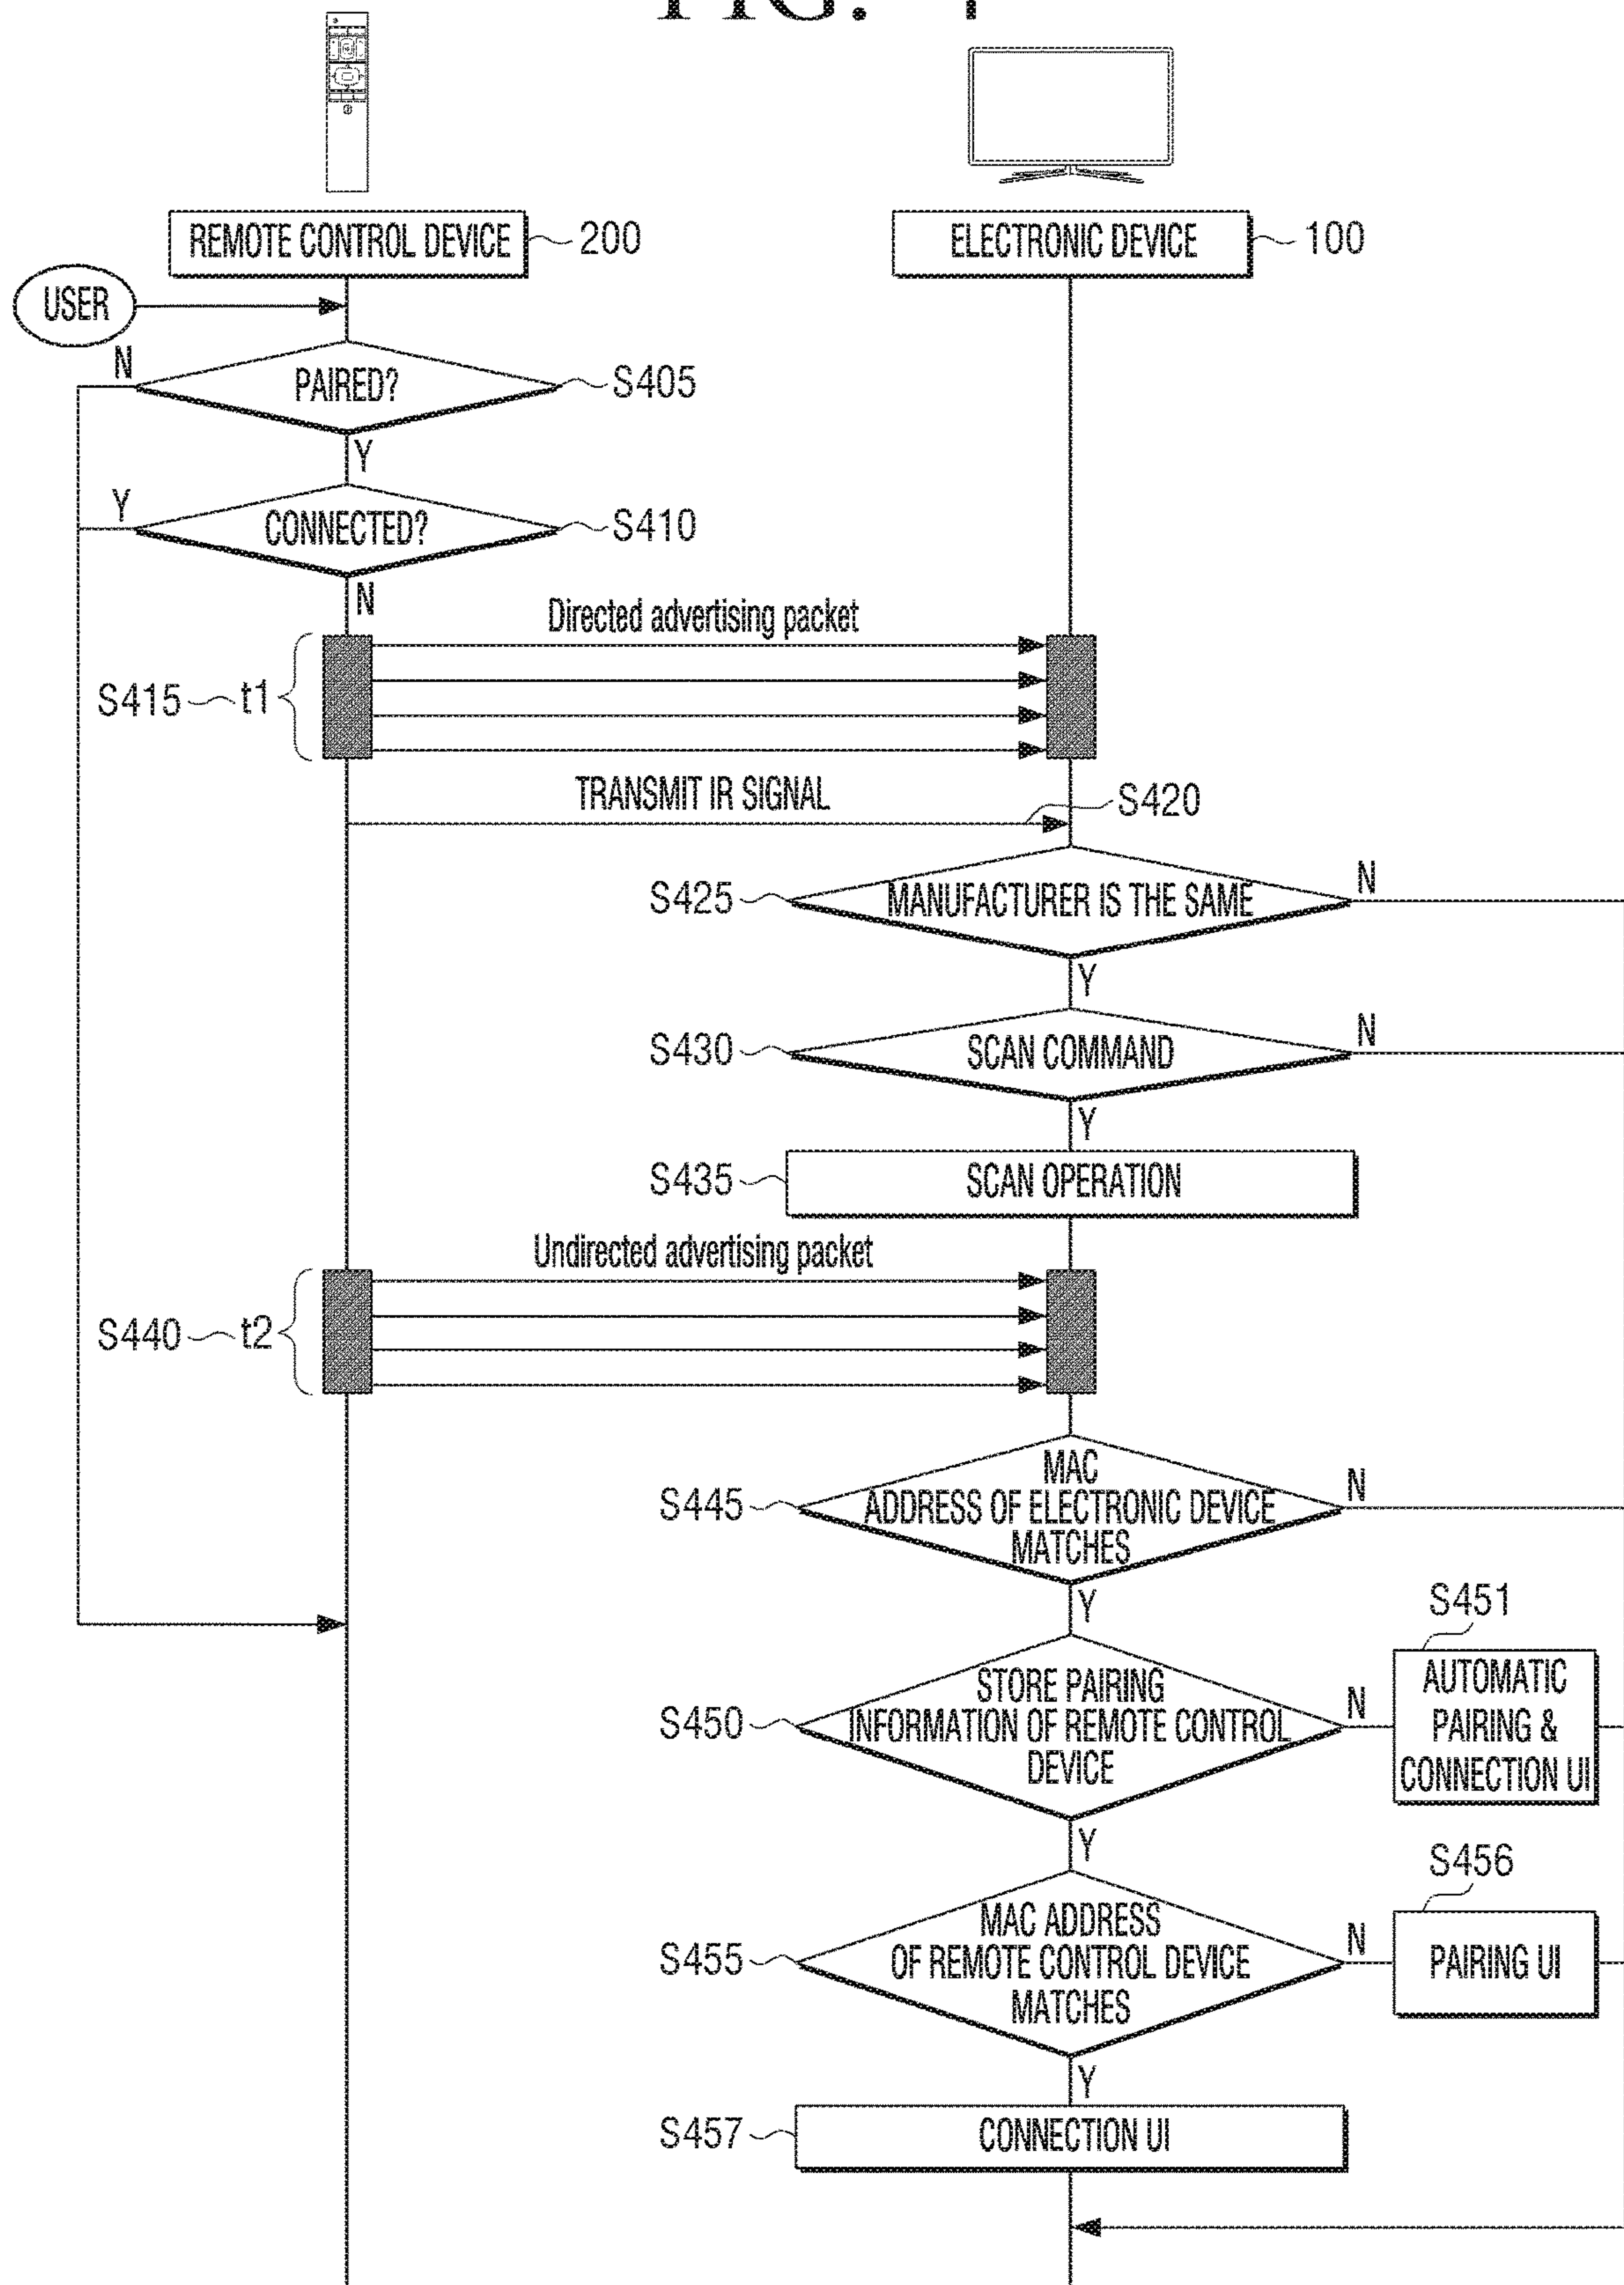 FIG. 4
REMOTE CONTROL DEVICE
200
ELECTRONIC DEVICE
100
USER
N
PAIRED?
S405
Y
Y
CONNECTED?
S410
N
Directed advertising packet
S415
t1
TRANSMIT IR SIGNAL
S420
S425
MANUFACTURER IS THE SAME
N
Y
S430
SCAN COMMAND
N
Y
S435
SCAN OPERATION
Undirected advertising packet
S440
t2
S445
MAC
ADDRESS OF ELECTRONIC DEVICE
MATCHES
N
Y
S450
STORE PAIRING
INFORMATION OF REMOTE CONTROL
DEVICE
N
S451
AUTOMATIC
PAIRING &
CONNECTION UI
Y
S455
MAC ADDRESS
OF REMOTE CONTROL DEVICE
MATCHES
N
S456
PAIRING UI
Y
S457
CONNECTION UI